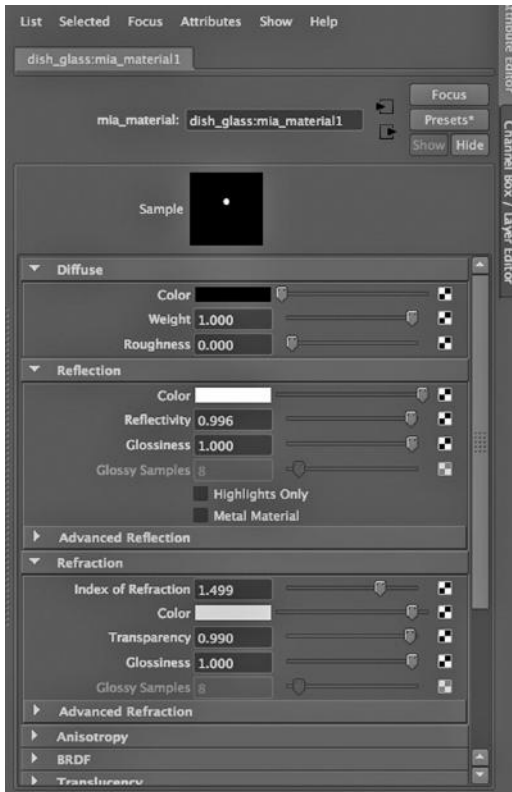 List Selected Focus Attributes Show Help
dish_glass:mia_material1
Focus
mia_material: dish_glass:mia_material1
Presets*
Show Hide
Sample
Diffuse
Color
Weight 1.000
Roughness 0.000
Reflection
Color
Reflectivity 0.996
Glossiness 1.000
Glossy Samples 8
Highlights Only
Metal Material
Advanced Reflection
Refraction
Index of Refraction 1.499
Color
Transparency 0.990
Glossiness 1.000
Glossy Samples 8
Advanced Refraction
Anisotropy
BRDF
Translucency
Editor
Channel Box / Layer Editor